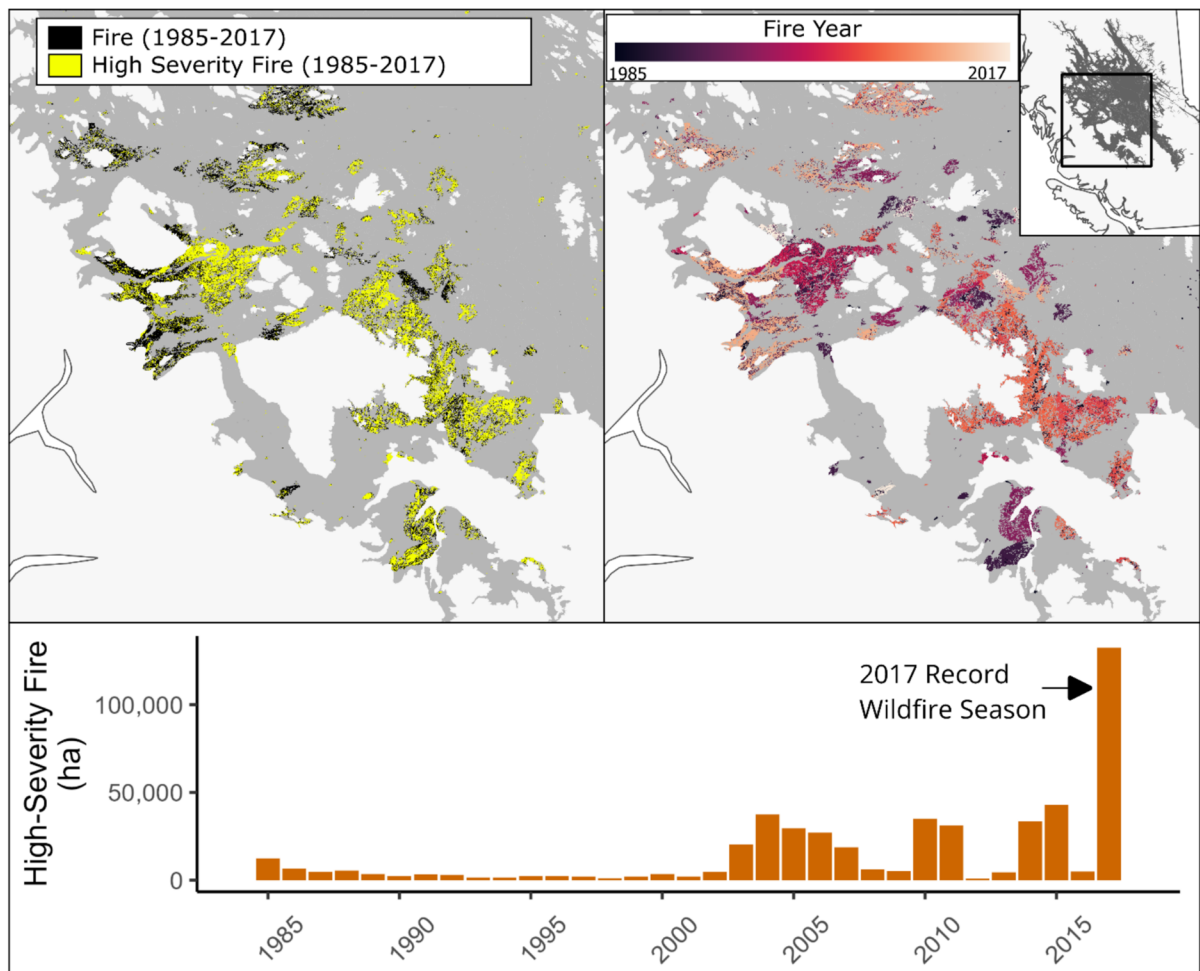 Fire (1985-2017)
High Severity Fire (1985-2017)
Fire Year
1985
2017
High-Severity Fire
(ha)
100,000
50,000
0
2017 Record
Wildfire Season
1985
1990
1995
2000
2005
2010
2015